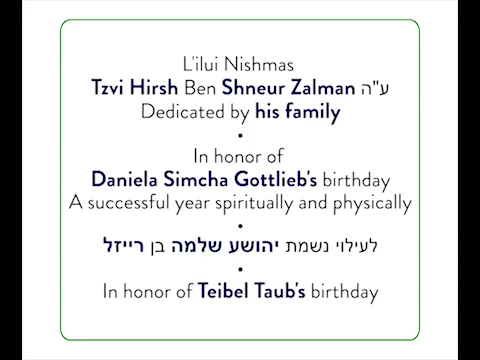 L'ilui Nishmas
Tzvi Hirsh Ben Shneur Zalman ע"ה
Dedicated by his family
•
In honor of
Daniela Simcha Gottlieb's birthday
A successful year spiritually and physically
•
לעילוי נשמת יהושע שלמה בן רייזל
•
In honor of Teibel Taub's birthday